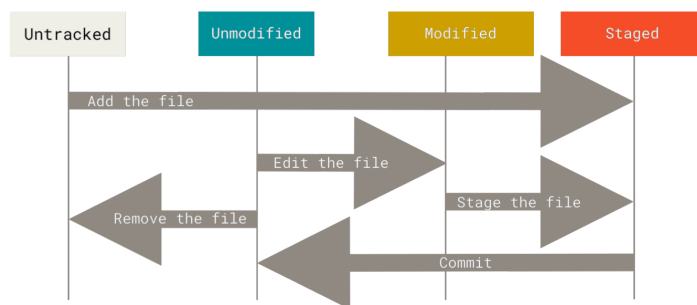 Untracked
Unmodified
Modified
Staged
Add the file
Edit the file
Stage the file
Remove the file
Commit